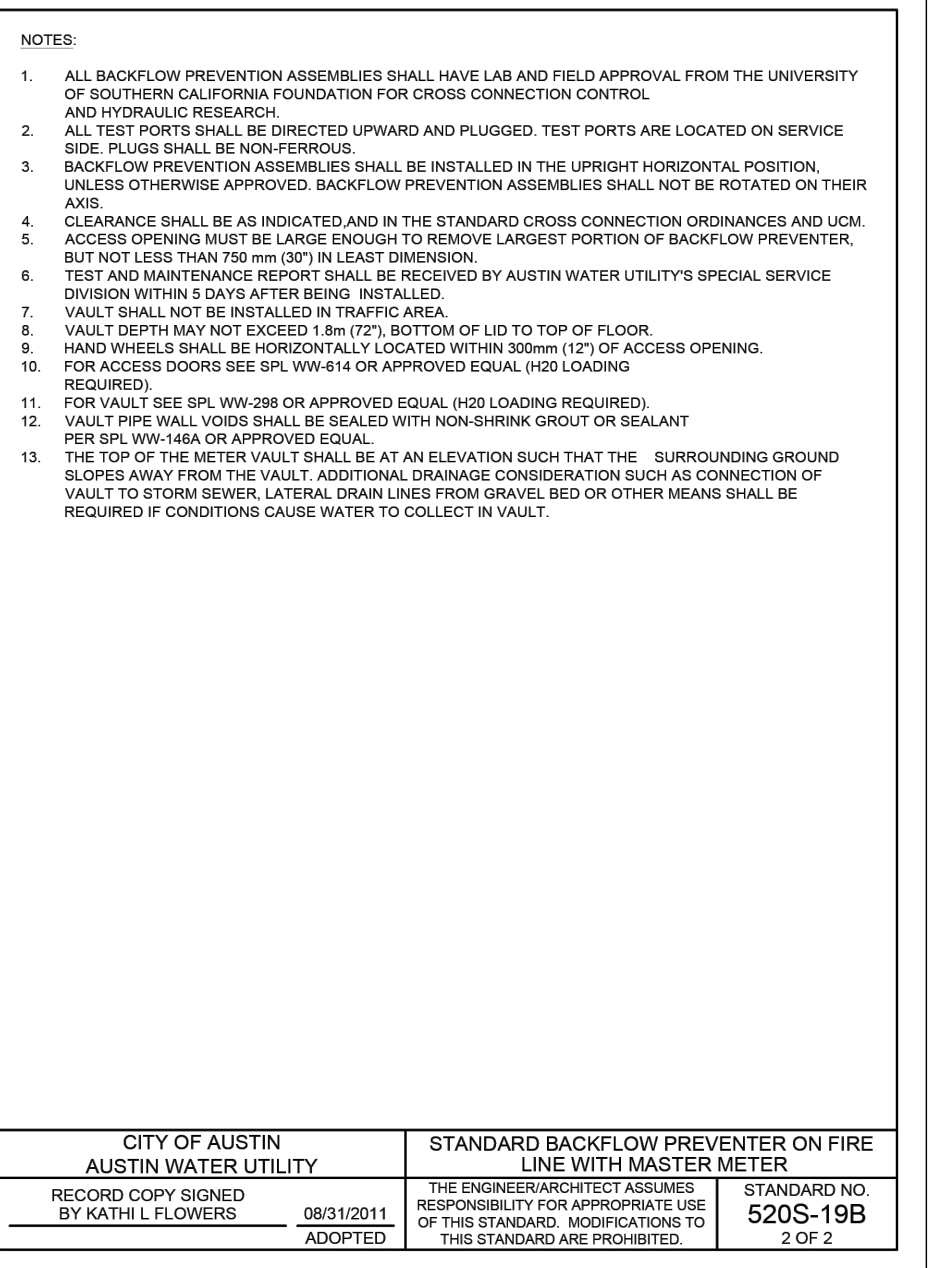 NOTES:
1. ALL BACKFLOW PREVENTION ASSEMBLIES SHALL HAVE LAB AND FIELD APPROVAL FROM THE UNIVERSITY
OF SOUTHERN CALIFORNIA FOUNDATION FOR CROSS CONNECTION CONTROL
AND HYDRAULIC RESEARCH.
2. ALL TEST PORTS SHALL BE DIRECTED UPWARD AND PLUGGED. TEST PORTS ARE LOCATED ON SERVICE
SIDE. PLUGS SHALL BE NON-FERROUS.
3. BACKFLOW PREVENTION ASSEMBLIES SHALL BE INSTALLED IN THE UPRIGHT HORIZONTAL POSITION,
UNLESS OTHERWISE APPROVED. BACKFLOW PREVENTION ASSEMBLIES SHALL NOT BE ROTATED ON THEIR
AXIS.
4. CLEARANCE SHALL BE AS INDICATED,AND IN THE STANDARD CROSS CONNECTION ORDINANCES AND UCM.
5. ACCESS OPENING MUST BE LARGE ENOUGH TO REMOVE LARGEST PORTION OF BACKFLOW PREVENTER,
BUT NOT LESS THAN 750 mm (30") IN LEAST DIMENSION.
6. TEST AND MAINTENANCE REPORT SHALL BE RECEIVED BY AUSTIN WATER UTILITY'S SPECIAL SERVICE
DIVISION WITHIN 5 DAYS AFTER BEING INSTALLED.
7. VAULT SHALL NOT BE INSTALLED IN TRAFFIC AREA.
8. VAULT DEPTH MAY NOT EXCEED 1.8m (72"), BOTTOM OF LID TO TOP OF FLOOR.
9. HAND WHEELS SHALL BE HORIZONTALLY LOCATED WITHIN 300mm (12") OF ACCESS OPENING.
10. FOR ACCESS DOORS SEE SPL WW-614 OR APPROVED EQUAL (H20 LOADING
REQUIRED).
11. FOR VAULT SEE SPL WW-298 OR APPROVED EQUAL (H20 LOADING REQUIRED).
12. VAULT PIPE WALL VOIDS SHALL BE SEALED WITH NON-SHRINK GROUT OR SEALANT
PER SPL WW-146A OR APPROVED EQUAL.
13. THE TOP OF THE METER VAULT SHALL BE AT AN ELEVATION SUCH THAT THE SURROUNDING GROUND
SLOPES AWAY FROM THE VAULT. ADDITIONAL DRAINAGE CONSIDERATION SUCH AS CONNECTION OF
VAULT TO STORM SEWER, LATERAL DRAIN LINES FROM GRAVEL BED OR OTHER MEANS SHALL BE
REQUIRED IF CONDITIONS CAUSE WATER TO COLLECT IN VAULT.
CITY OF AUSTIN
AUSTIN WATER UTILITY
STANDARD BACKFLOW PREVENTER ON FIRE
LINE WITH MASTER METER
RECORD COPY SIGNED
BY KATHI L FLOWERS
08/31/2011
ADOPTED
THE ENGINEER/ARCHITECT ASSUMES
RESPONSIBILITY FOR APPROPRIATE USE
OF THIS STANDARD. MODIFICATIONS TO
THIS STANDARD ARE PROHIBITED.
STANDARD NO.
520S-19B
2 OF 2